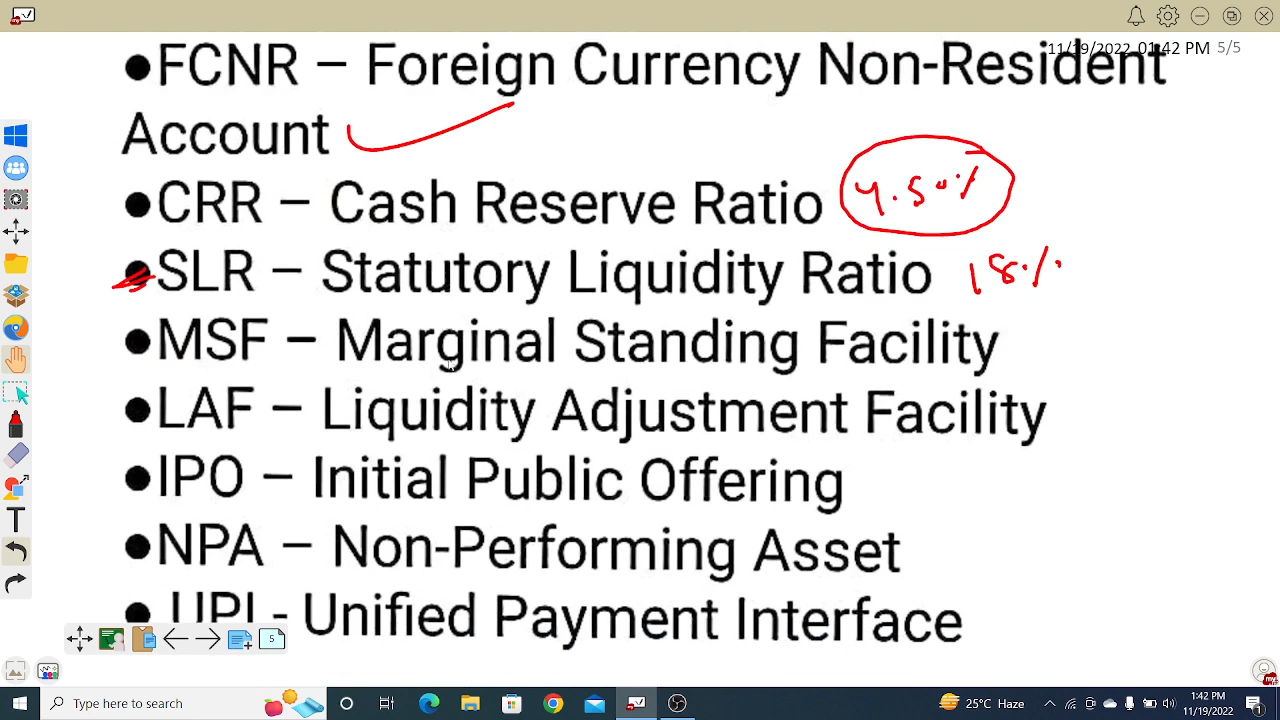 11/19/2022 01:42 PM 5/5
●FCNR – Foreign Currency Non-Resident
Account
●CRR – Cash Reserve Ratio 4.50%
●SLR – Statutory Liquidity Ratio 18%
●MSF – Marginal Standing Facility
●LAF – Liquidity Adjustment Facility
●IPO – Initial Public Offering
●NPA – Non-Performing Asset
● UPI - Unified Payment Interface
5
Type here to search
25°C Haze
1:42 PM
11/19/2022